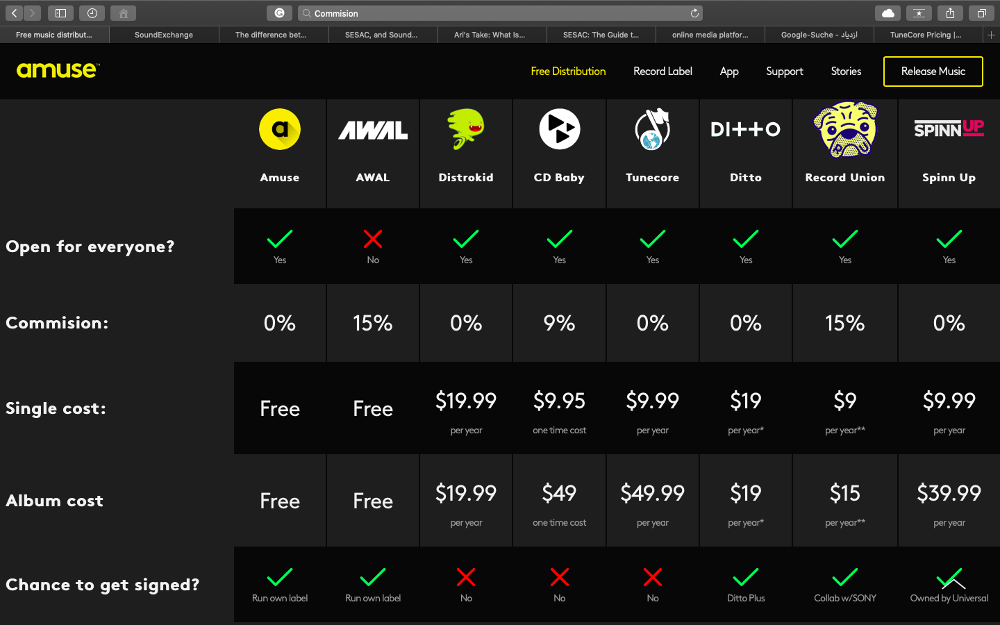 Commision
Free music distribut...
SoundExchange
The difference bet...
SESAC, and Sound...
Ari's Take: What Is...
SESAC: The Guide t...
online media platfor...
Google-Suche - ازدیاد
TuneCore Pricing |...
amuse™
Free Distribution
Record Label
App
Support
Stories
Release Music
a
AWAL
DITTO
SPINNUP
Amuse
AWAL
Distrokid
CD Baby
Tunecore
Ditto
Record Union
Spinn Up
Open for everyone?
Yes
No
Yes
Yes
Yes
Yes
Yes
Yes
Commision:
0%
15%
0%
9%
0%
0%
15%
0%
Single cost:
Free
Free
$19.99
per year
$9.95
one time cost
$9.99
per year
$19
per year*
$9
per year**
$9.99
per year
Album cost
Free
Free
$19.99
per year
$49
one time cost
$49.99
per year
$19
per year*
$15
per year**
$39.99
per year
Chance to get signed?
Run own label
Run own label
No
No
No
Ditto Plus
Collab w/SONY
Owned by Universal